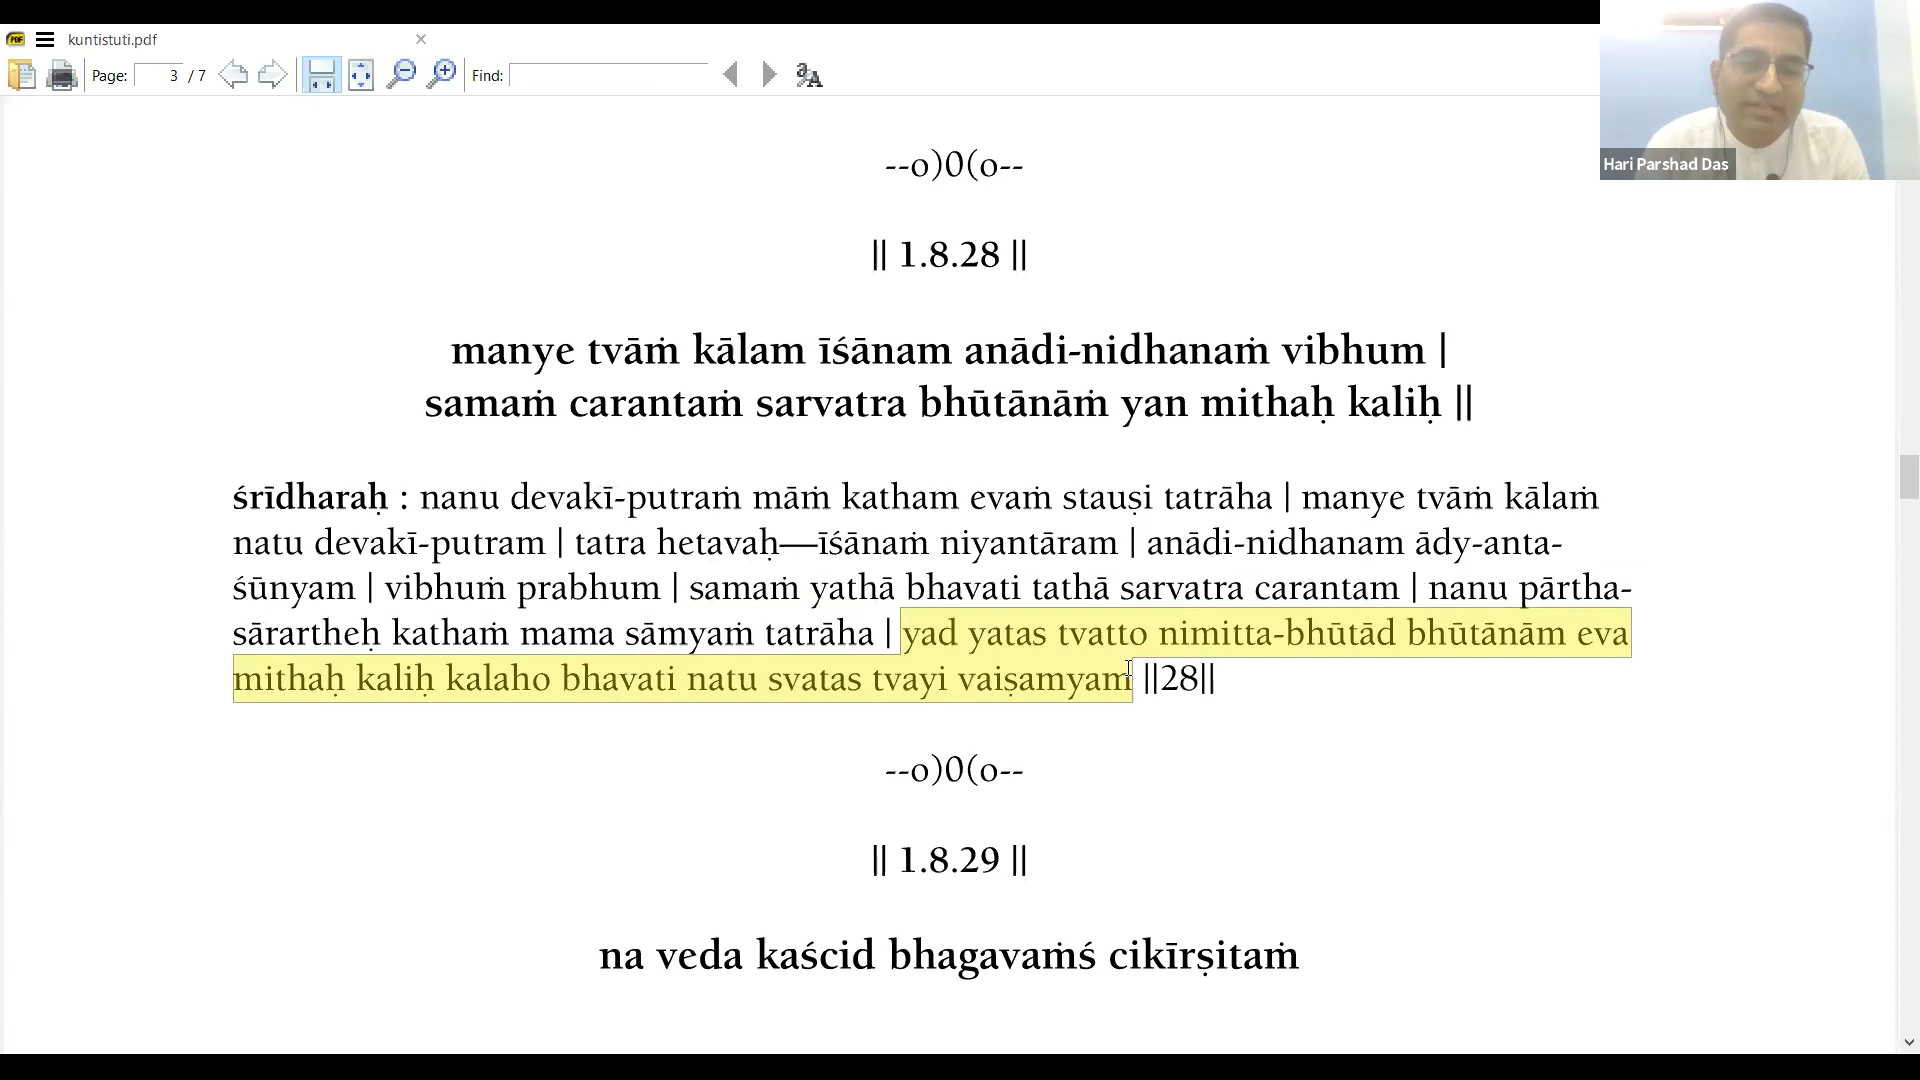 kuntistuti.pdf
Page: 3 / 7 Find:
Hari Parshad Das
--o)0(o--
|| 1.8.28 ||
manye tvāṁ kālam īśānam anādi-nidhanaṁ vibhum |
samaṁ carantaṁ sarvatra bhūtānāṁ yan mithaḥ kaliḥ ||
śrīdharaḥ : nanu devakī-putraṁ māṁ katham evaṁ stauṣi tatrāha | manye tvāṁ kālaṁ
natu devakī-putram | tatra hetavaḥ—īśānaṁ niyantāram | anādi-nidhanam ādy-anta-
śūnyam | vibhuṁ prabhum | samaṁ yathā bhavati tathā sarvatra carantam | nanu pārtha-
sārartheḥ kathaṁ mama sāmyaṁ tatrāha | yad yatas tvatto nimitta-bhūtād bhūtānām eva
mithaḥ kaliḥ kalaho bhavati natu svatas tvayi vaiṣamyam ||28||
--o)0(o--
|| 1.8.29 ||
na veda kaścid bhagavaṁś cikīrṣitaṁ